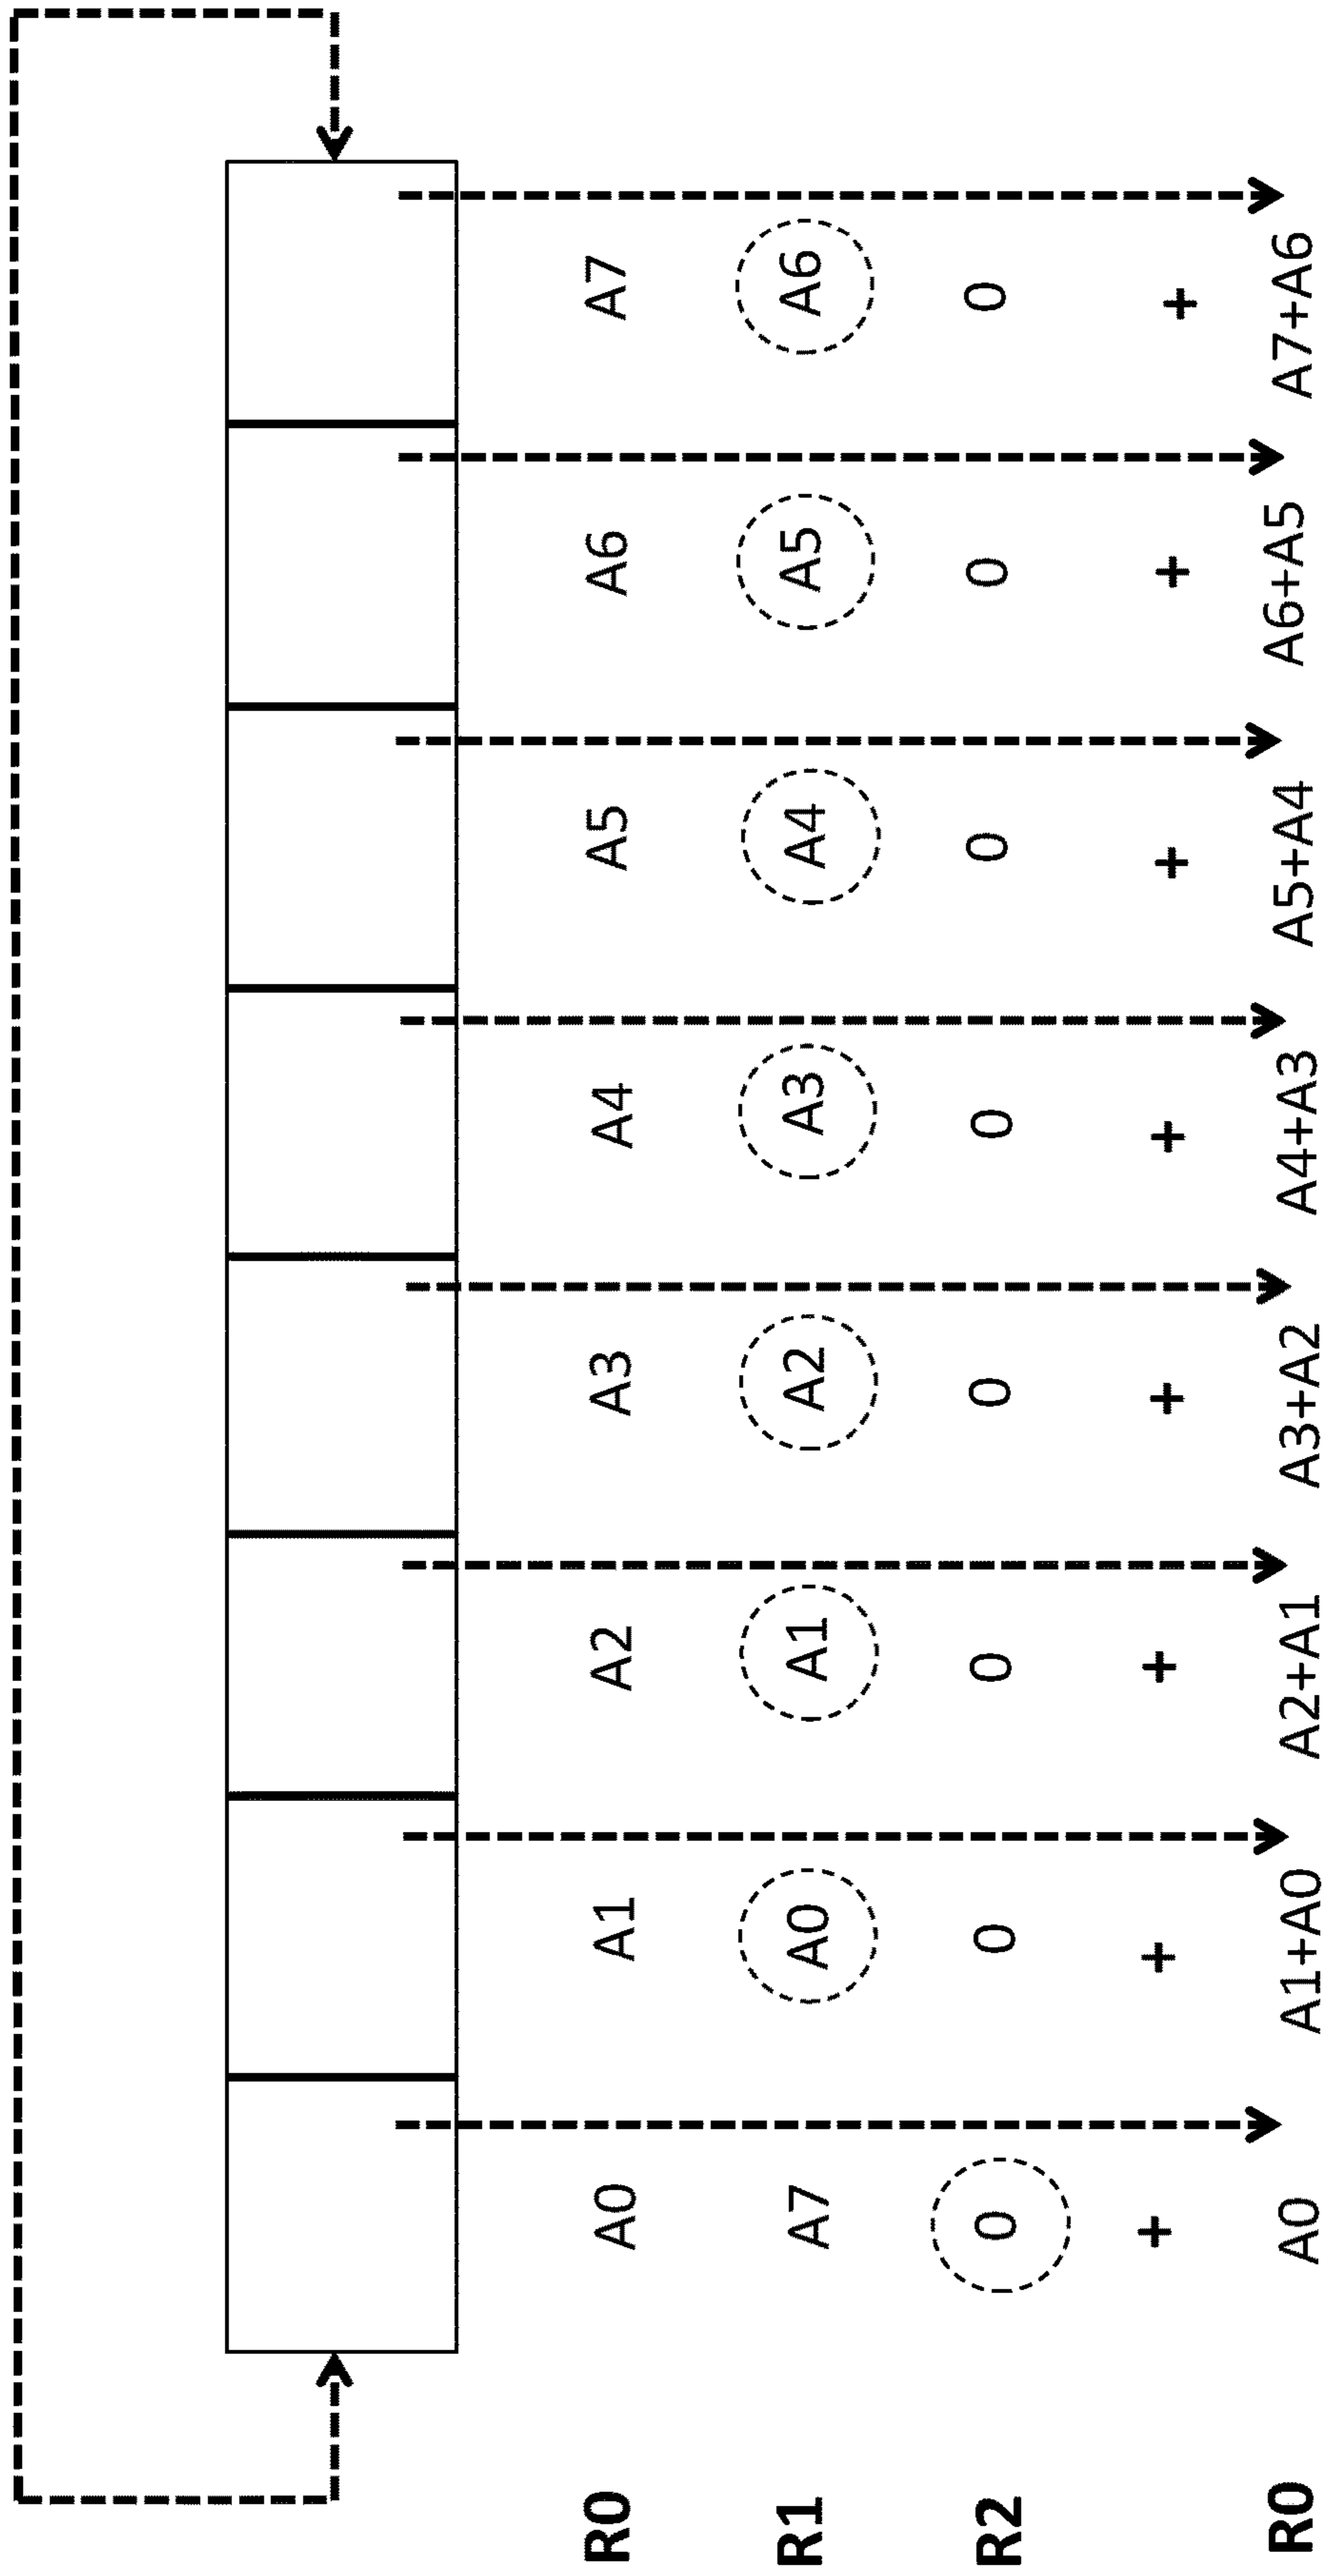 R0 A0 A1 A2 A3 A4 A5 A6 A7
R1 A7 A0 A1 A2 A3 A4 A5 A6
R2 0 0 0 0 0 0 0 0
+ + + + + + + +
R0 A0 A1+A0 A2+A1 A3+A2 A4+A3 A5+A4 A6+A5 A7+A6